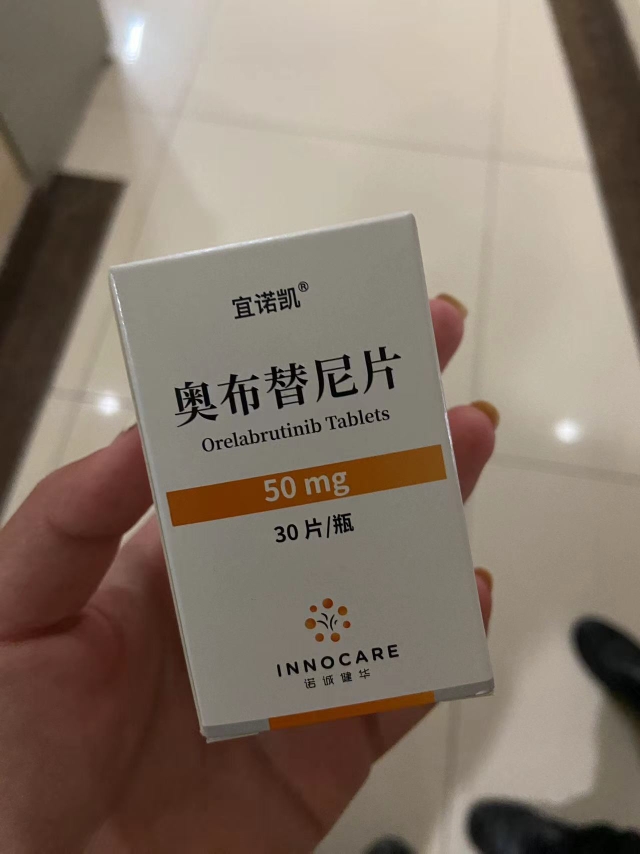 宜诺凯®
奥布替尼片
Orelabrutinib Tablets
50 mg
30片/瓶
INNOCARE
诺诚健华